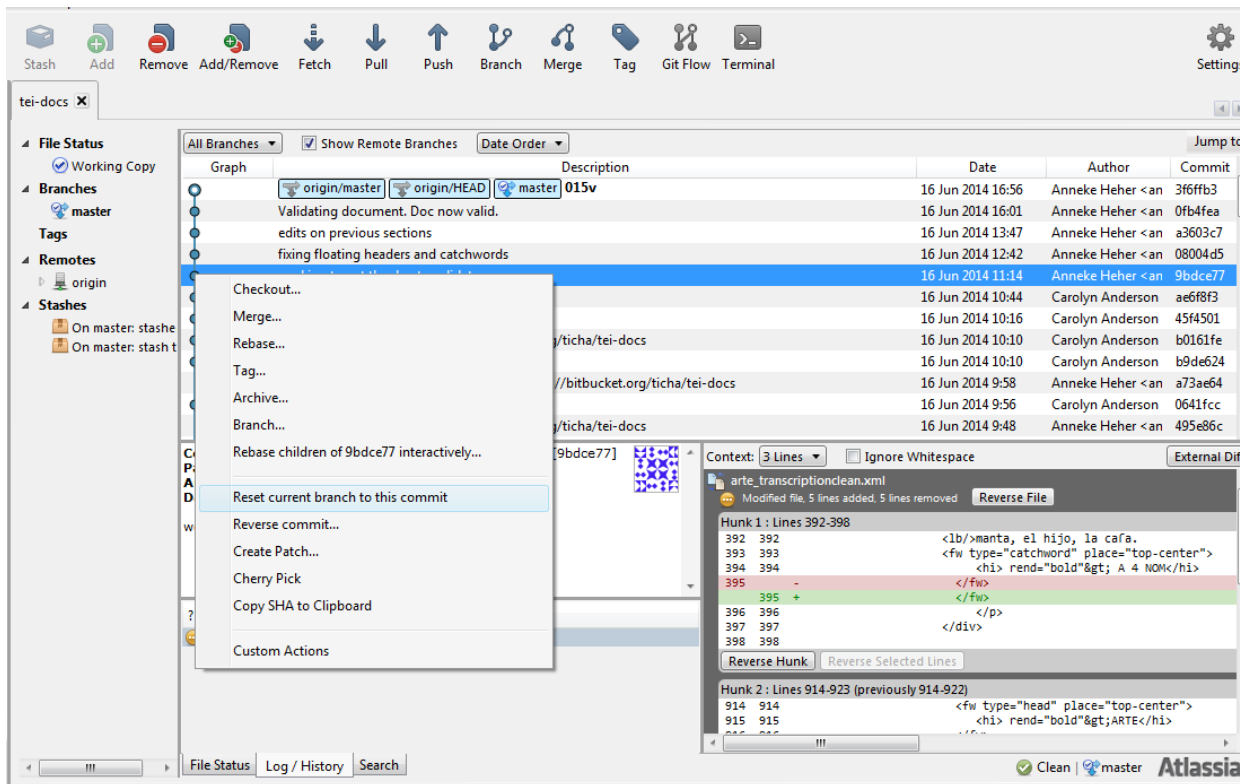 Stash Add Remove Add/Remove Fetch Pull Push Branch Merge Tag Git Flow Terminal Setting
tei-docs
File Status
Working Copy
Branches
master
Tags
Remotes
origin
Stashes
On master: stashe
On master: stash t
All Branches Show Remote Branches Date Order Jump to
Graph Description Date Author Commit
origin/master origin/HEAD master 015v 16 Jun 2014 16:56 Anneke Heher <an 3f6ffb3
Validating document. Doc now valid. 16 Jun 2014 16:01 Anneke Heher <an 0fb4fea
edits on previous sections 16 Jun 2014 13:47 Anneke Heher <an a3603c7
fixing floating headers and catchwords 16 Jun 2014 12:42 Anneke Heher <an 08004d5
16 Jun 2014 11:14 Anneke Heher <an 9bdce77
16 Jun 2014 10:44 Carolyn Anderson ae6f8f3
16 Jun 2014 10:16 Carolyn Anderson 45f4501
g/ticha/tei-docs 16 Jun 2014 10:10 Carolyn Anderson b0161fe
16 Jun 2014 10:10 Carolyn Anderson b9de624
//bitbucket.org/ticha/tei-docs 16 Jun 2014 9:58 Anneke Heher <an a73ae64
16 Jun 2014 9:56 Carolyn Anderson 0641fcc
g/ticha/tei-docs 16 Jun 2014 9:48 Anneke Heher <an 495e86c
Checkout...
Merge...
Rebase...
Tag...
Archive...
Branch...
Rebase children of 9bdce77 interactively...
Reset current branch to this commit
Reverse commit...
Create Patch...
Cherry Pick
Copy SHA to Clipboard
Custom Actions
[9bdce77]
Context: 3 Lines Ignore Whitespace External Dif
arte_transcriptionclean.xml
Modified file, 5 lines added, 5 lines removed Reverse File
Hunk 1 : Lines 392-398
392 392 <lb/>manta, el hijo, la caſa.
393 393 <fw type="catchword" place="top-center">
394 394 <hi> rend="bold"&gt; A 4 NOM</hi>
395 - </fw>
395 + </fw>
396 396 </p>
397 397 </div>
398 398
Reverse Hunk Reverse Selected Lines
Hunk 2 : Lines 914-923 (previously 914-922)
914 914 <fw type="head" place="top-center">
915 915 <hi> rend="bold"&gt;ARTE</hi>
File Status Log / History Search
Clean master Atlassia